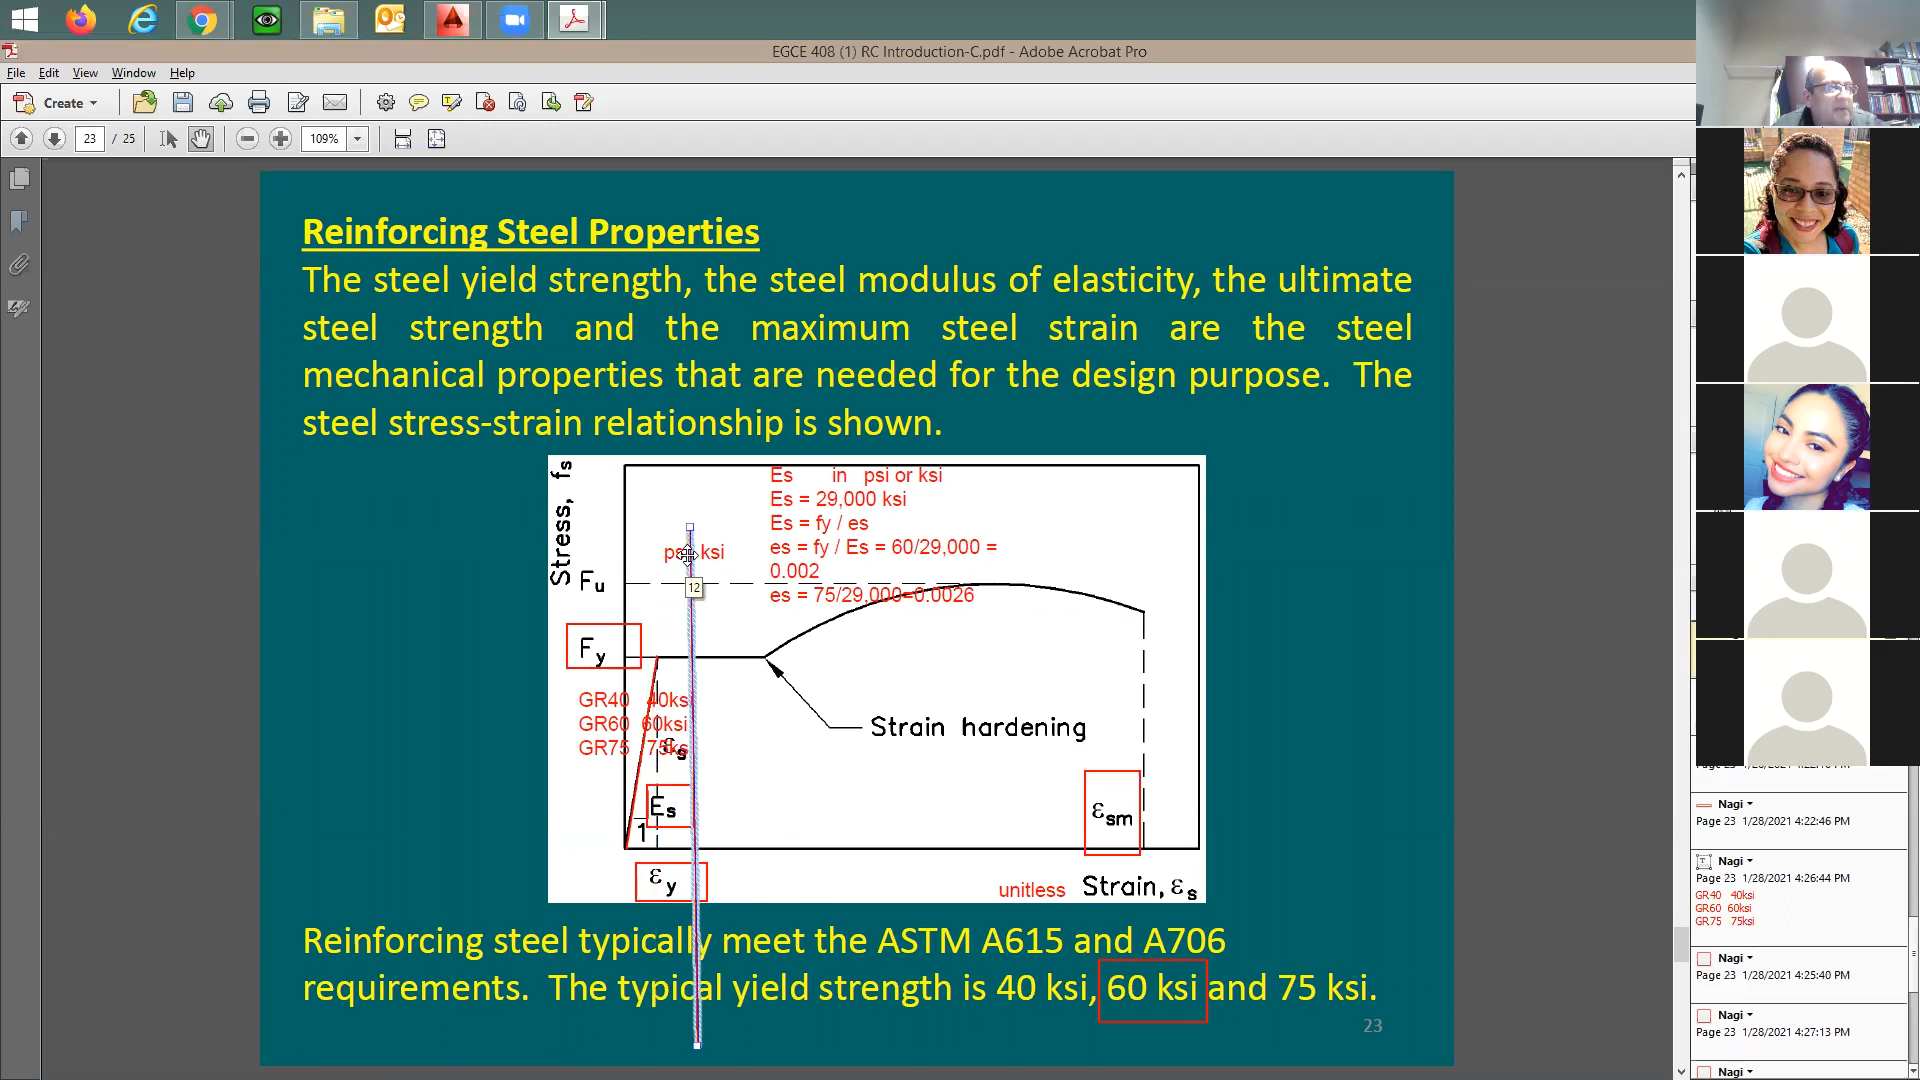 EGCE 408 (1) RC Introduction-C.pdf - Adobe Acrobat Pro
File Edit View Window Help
Create
23 / 25
109%
Reinforcing Steel Properties
The steel yield strength, the steel modulus of elasticity, the ultimate
steel strength and the maximum steel strain are the steel
mechanical properties that are needed for the design purpose. The
steel stress-strain relationship is shown.
Stress, fs
Es in psi or ksi
Es = 29,000 ksi
Es = fy / es
es = fy / Es = 60/29,000 =
0.002
es = 75/29,000=0.0026
ksi
12
Fu
Fy
GR40 40ksi
GR60 60ksi
GR75 75ksi
εs
Es
1
Strain hardening
εsm
εy
unitless Strain, εs
Reinforcing steel typically meet the ASTM A615 and A706
requirements. The typical yield strength is 40 ksi, 60 ksi and 75 ksi.
23
Nagi
Page 23 1/28/2021 4:22:46 PM
Nagi
Page 23 1/28/2021 4:26:44 PM
GR40 40ksi
GR60 60ksi
GR75 75ksi
Nagi
Page 23 1/28/2021 4:25:40 PM
Nagi
Page 23 1/28/2021 4:27:13 PM
Nagi